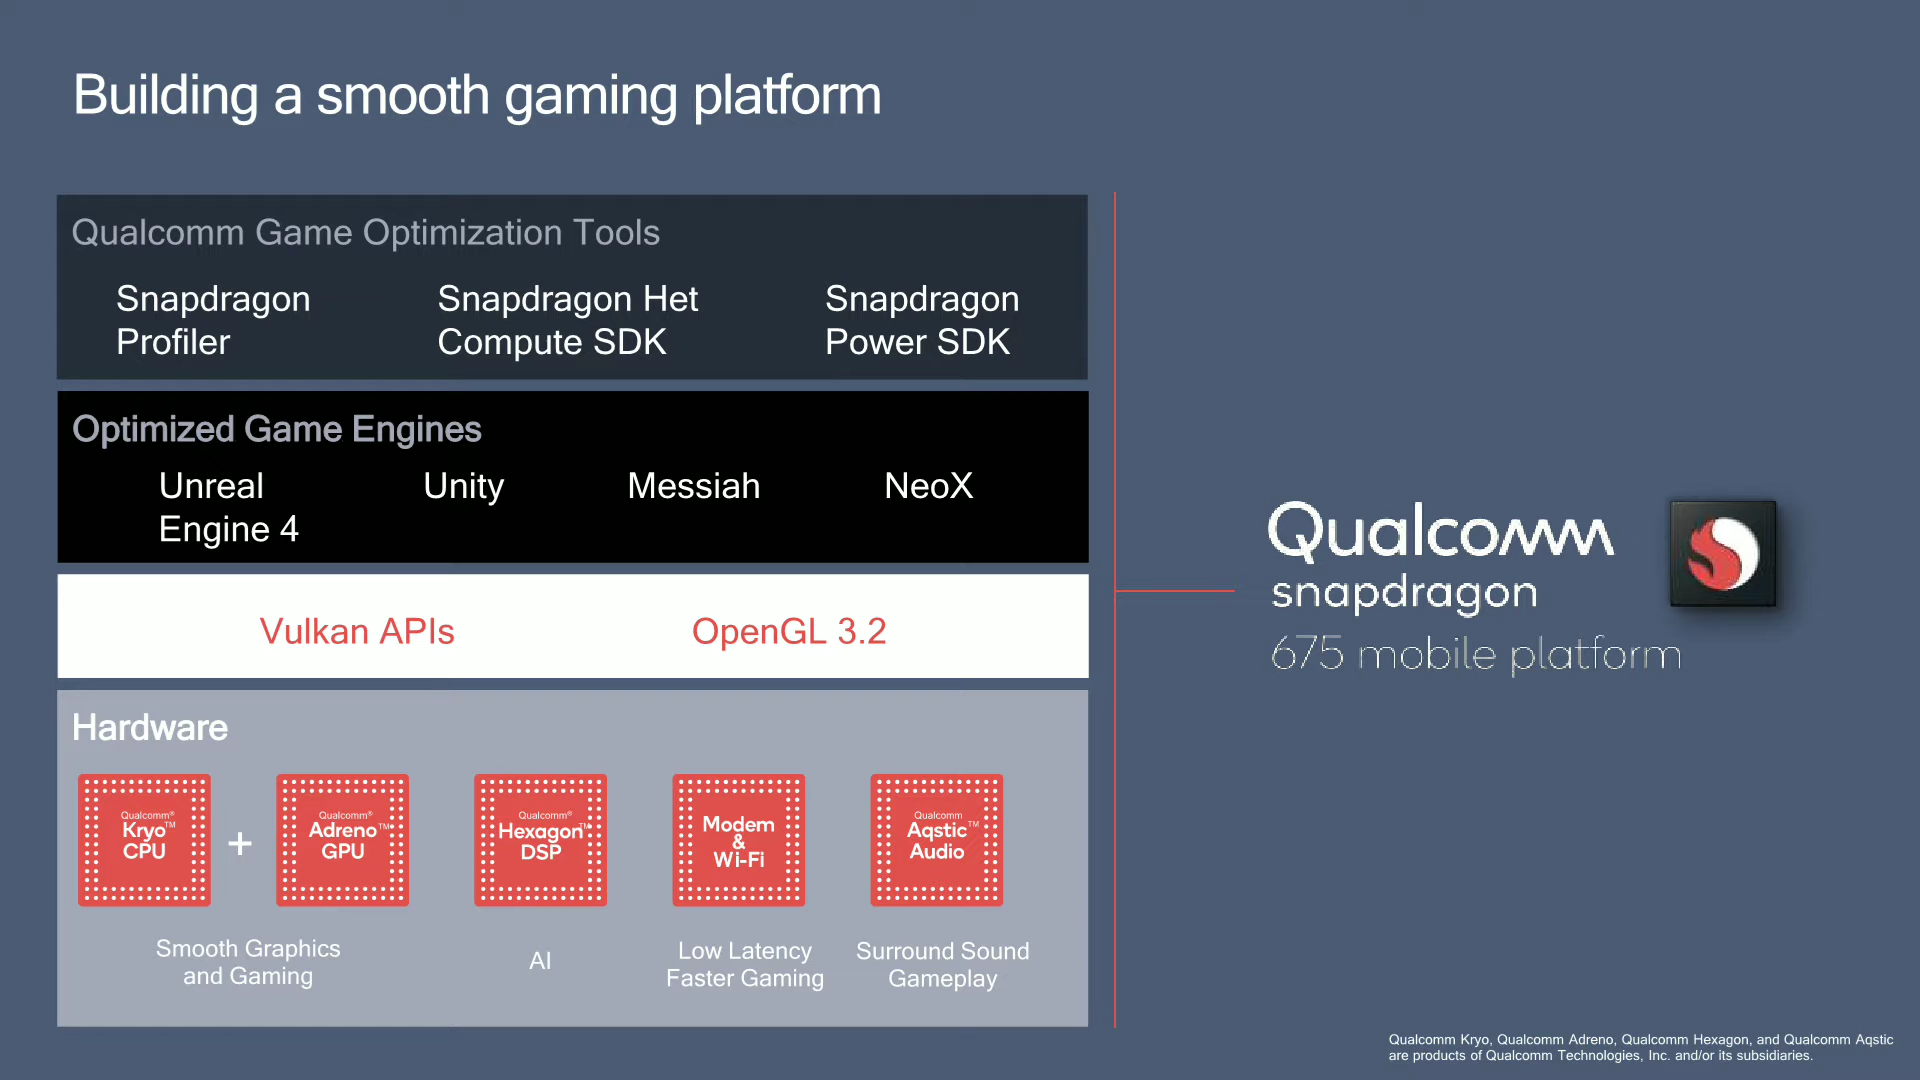 Building a smooth gaming platform
Qualcomm Game Optimization Tools
Snapdragon
Profiler
Snapdragon Het
Compute SDK
Snapdragon
Power SDK
Optimized Game Engines
Unreal
Engine 4
Unity
Messiah
NeoX
Vulkan APIs
OpenGL 3.2
Hardware
Qualcomm®
Kryo™
CPU
+
Qualcomm®
Adreno™
GPU
Qualcomm®
Hexagon™
DSP
Modem
&
Wi-Fi
Qualcomm
Aqstic™
Audio
Smooth Graphics
and Gaming
AI
Low Latency
Faster Gaming
Surround Sound
Gameplay
Qualcomm
snapdragon
675 mobile platform
Qualcomm Kryo, Qualcomm Adreno, Qualcomm Hexagon, and Qualcomm Aqstic
are products of Qualcomm Technologies, Inc. and/or its subsidiaries.